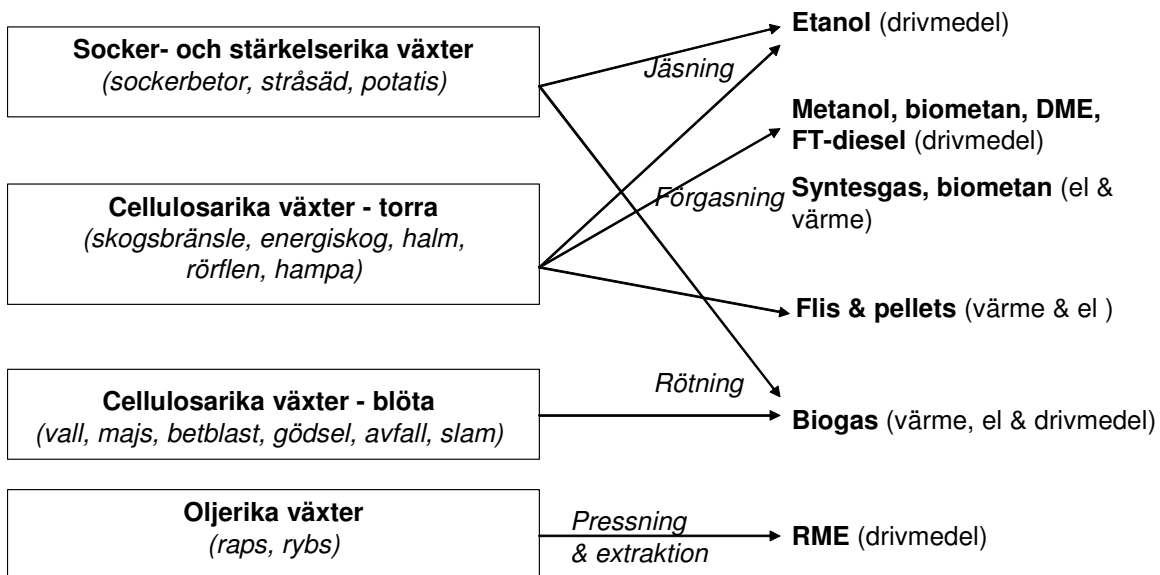 Socker- och stärkelserika växter
(sockerbetor, stråsäd, potatis)
Jäsning
Etanol (drivmedel)
Metanol, biometan, DME,
FT-diesel (drivmedel)
Cellulosarika växter - torra
(skogsbränsle, energiskog, halm,
rörflen, hampa)
Förgasning
Syntesgas, biometan (el &
värme)
Flis & pellets (värme & el )
Cellulosarika växter - blöta
(vall, majs, betblast, gödsel, avfall, slam)
Rötning
Biogas (värme, el & drivmedel)
Oljerika växter
(raps, rybs)
Pressning
& extraktion
RME (drivmedel)